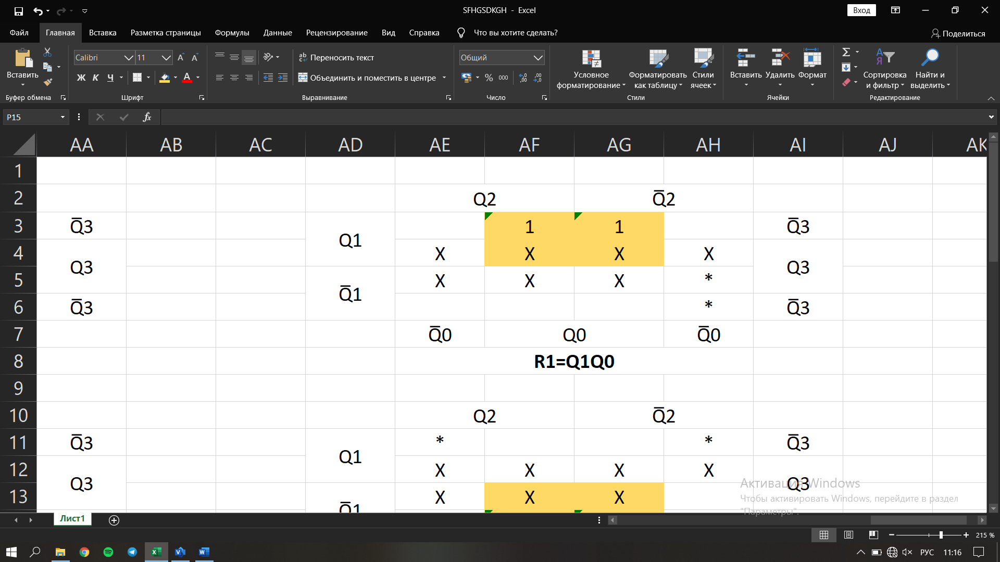 SFHGSDKGH - Excel
Вход
Файл Главная Вставка Разметка страницы Формулы Данные Рецензирование Вид Справка Что вы хотите сделать? Поделиться
Вставить
Буфер обмена
Calibri 11
Ж К Ч
Шрифт
Переносить текст
Объединить и поместить в центре
Выравнивание
Общий
% 000
Число
Условное форматирование
Форматировать как таблицу
Стили ячеек
Стили
Вставить Удалить Формат
Ячейки
Сортировка и фильтр
Найти и выделить
Редактирование
P15 fx
AA AB AC AD AE AF AG AH AI AJ AK
1
2 Q2 Q̅2
3 Q̅3 Q1 1 1 Q̅3
4 Q3 X X X X Q3
5 Q̅1 X X X *
6 Q̅3 * Q̅3
7 Q̅0 Q0 Q̅0
8 R1=Q1Q0
9
10 Q2 Q̅2
11 Q̅3 Q1 * * Q̅3
12 Q3 X X X X Q3
13 Q̅1 X X X
Активация Windows
Чтобы активировать Windows, перейдите в раздел
"Параметры".
Лист1
215 %
РУС 11:16